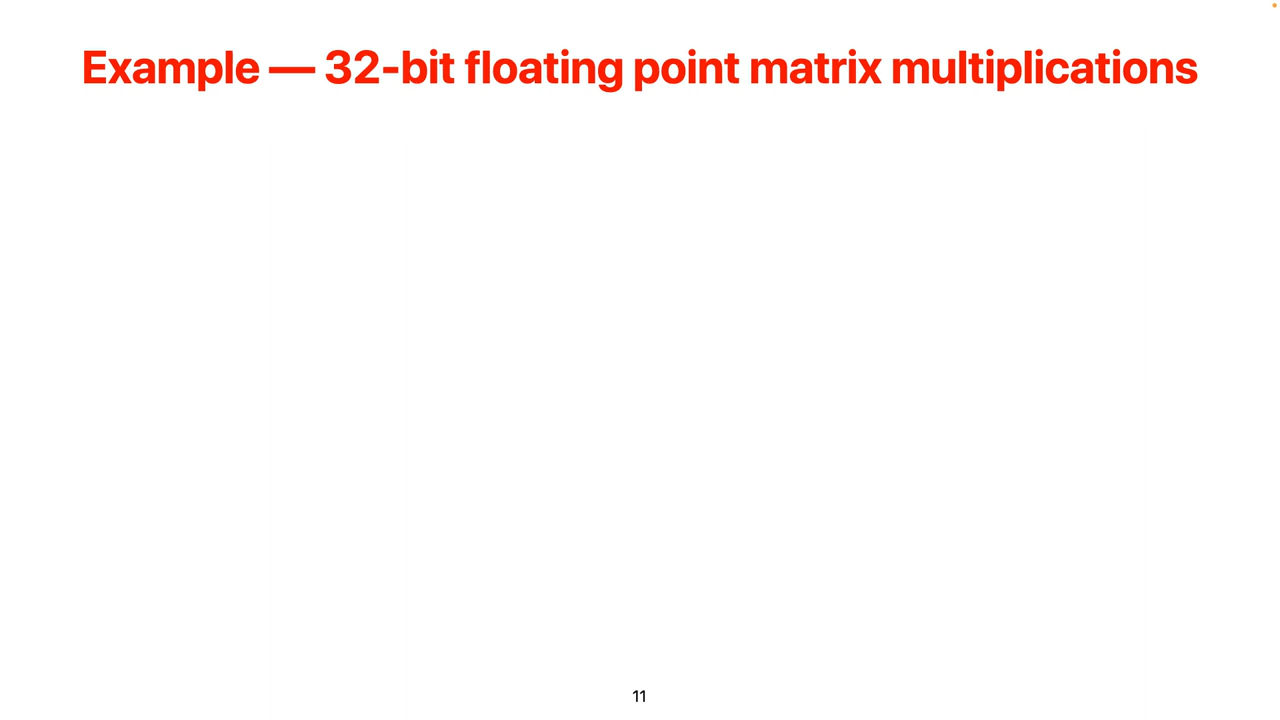 Example — 32-bit floating point matrix multiplications
11